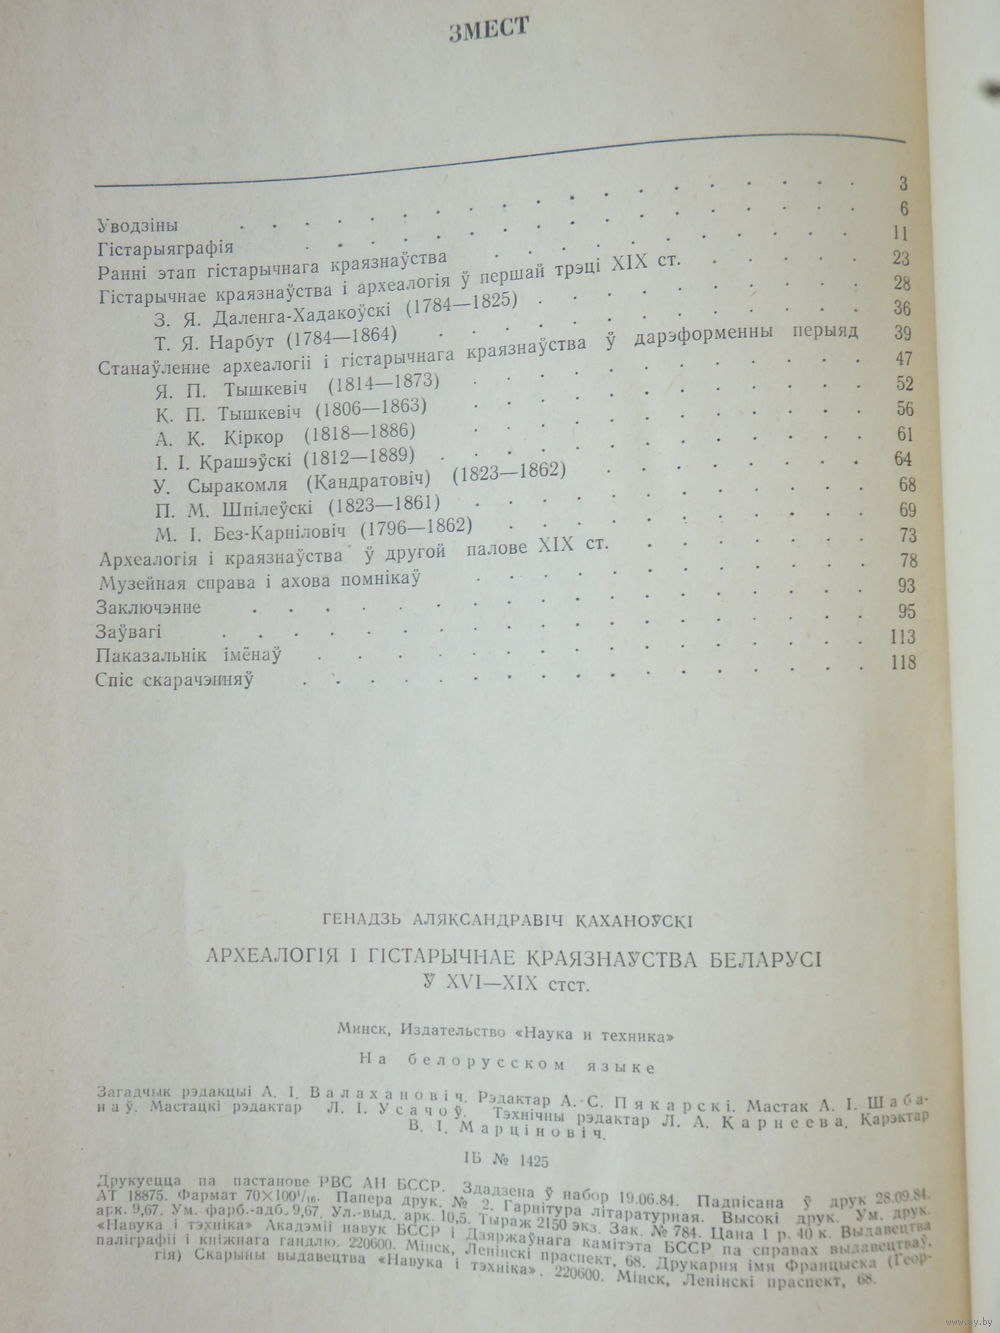 ЗМЕСТ
Уводзіны . . . 3
Гістарыяграфія . . . 6
Ранні этап гістарычнага краязнаўства . . . 11
Гістарычнае краязнаўства і археалогія ў першай трэці XIX ст. . . . 23
З. Я. Даленга-Хадакоўскі (1784—1825) . . . 28
Т. Я. Нарбут (1784—1864) . . . 36
Станаўленне археалогіі і гістарычнага краязнаўства ў дарэформенны перыяд 39
Я. П. Тышкевіч (1814—1873) . . . 47
К. П. Тышкевіч (1806—1863) . . . 52
А. К. Кіркор (1818—1886) . . . 56
І. І. Крашэўскі (1812—1889) . . . 61
У. Сыракомля (Кандратовіч) (1823—1862) . . . 64
П. М. Шпілеўскі (1823—1861) . . . 68
М. І. Без-Карніловіч (1796—1862) . . . 69
Археалогія і краязнаўства ў другой палове XIX ст. . . . 73
Музейная справа і ахова помнікаў . . . 78
Заключэнне . . . 93
Заўвагі . . . 95
Паказальнік імёнаў . . . 113
Спіс скарачэнняў . . . 118
ГЕНАДЗЬ АЛЯКСАНДРАВІЧ КАХАНОЎСКІ
АРХЕАЛОГІЯ І ГІСТАРЫЧНАЕ КРАЯЗНАЎСТВА БЕЛАРУСІ
Ў XVI—XIX стст.
Минск, Издательство «Наука и техника»
На белорусском языке
Загадчык рэдакцыі А. І. Валахановіч. Рэдактар А. С. Пякарскі. Мастак А. І. Шаба-
наў. Мастацкі рэдактар Л. І. Усачоў. Тэхнічны рэдактар Л. А. Карнеева. Карэктар
В. І. Марціновіч.
ІБ № 1425
Друкуецца па пастанове РВС АН БССР. Здадзена ў набор 19.06.84. Падпісана ў друк 28.09.84.
АТ 18875. Фармат 70×100¹/₁₆. Папера друк. № 2. Гарнітура літаратурная. Высокі друк. Ум. друк.
арк. 9,67. Ум. фарб.-адб. 9,67. Ул.-выд. арк. 10,5. Тыраж 2150 экз. Зак. № 784. Цана 1 р. 40 к. Выдавецтва
«Навука і тэхніка» Акадэміі навук БССР і Дзяржаўнага камітэта БССР па справах выдавецтваў,
паліграфіі і кніжнага гандлю. 220600. Мінск, Ленінскі праспект, 68. Друкарня імя Францыска (Геор-
гія) Скарыны выдавецтва «Навука і тэхніка». 220600. Мінск, Ленінскі праспект, 68.
www.ay.by